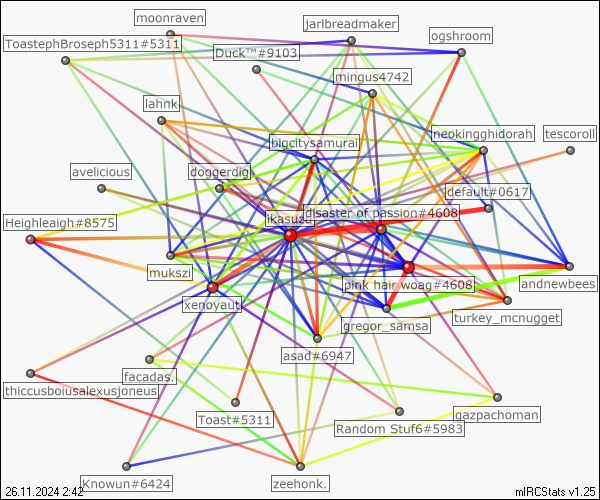 moonraven
jarlbreadmaker
ogshroom
ToastephBroseph5311#5311
Duck™#9103
mingus4742
lahnk
neokingghidorah
tescoroll
bigcitysamurai
avelicious
doggerdigi
default#0617
ikasuzu
disaster of passion#4608
Heighleigh#8575
mukszi
pink hair woag#4608
andnewbees
xenoyaut
gregor_samsa
turkey_mcnugget
asad#6947
facadas.
thiccusboiusalexusjoneus
Toast#5311
Random Stuf6#5983
gazpachoman
Knowun#6424
zeehonk.
26.11.2024 2:42
mIRCStats v1.25